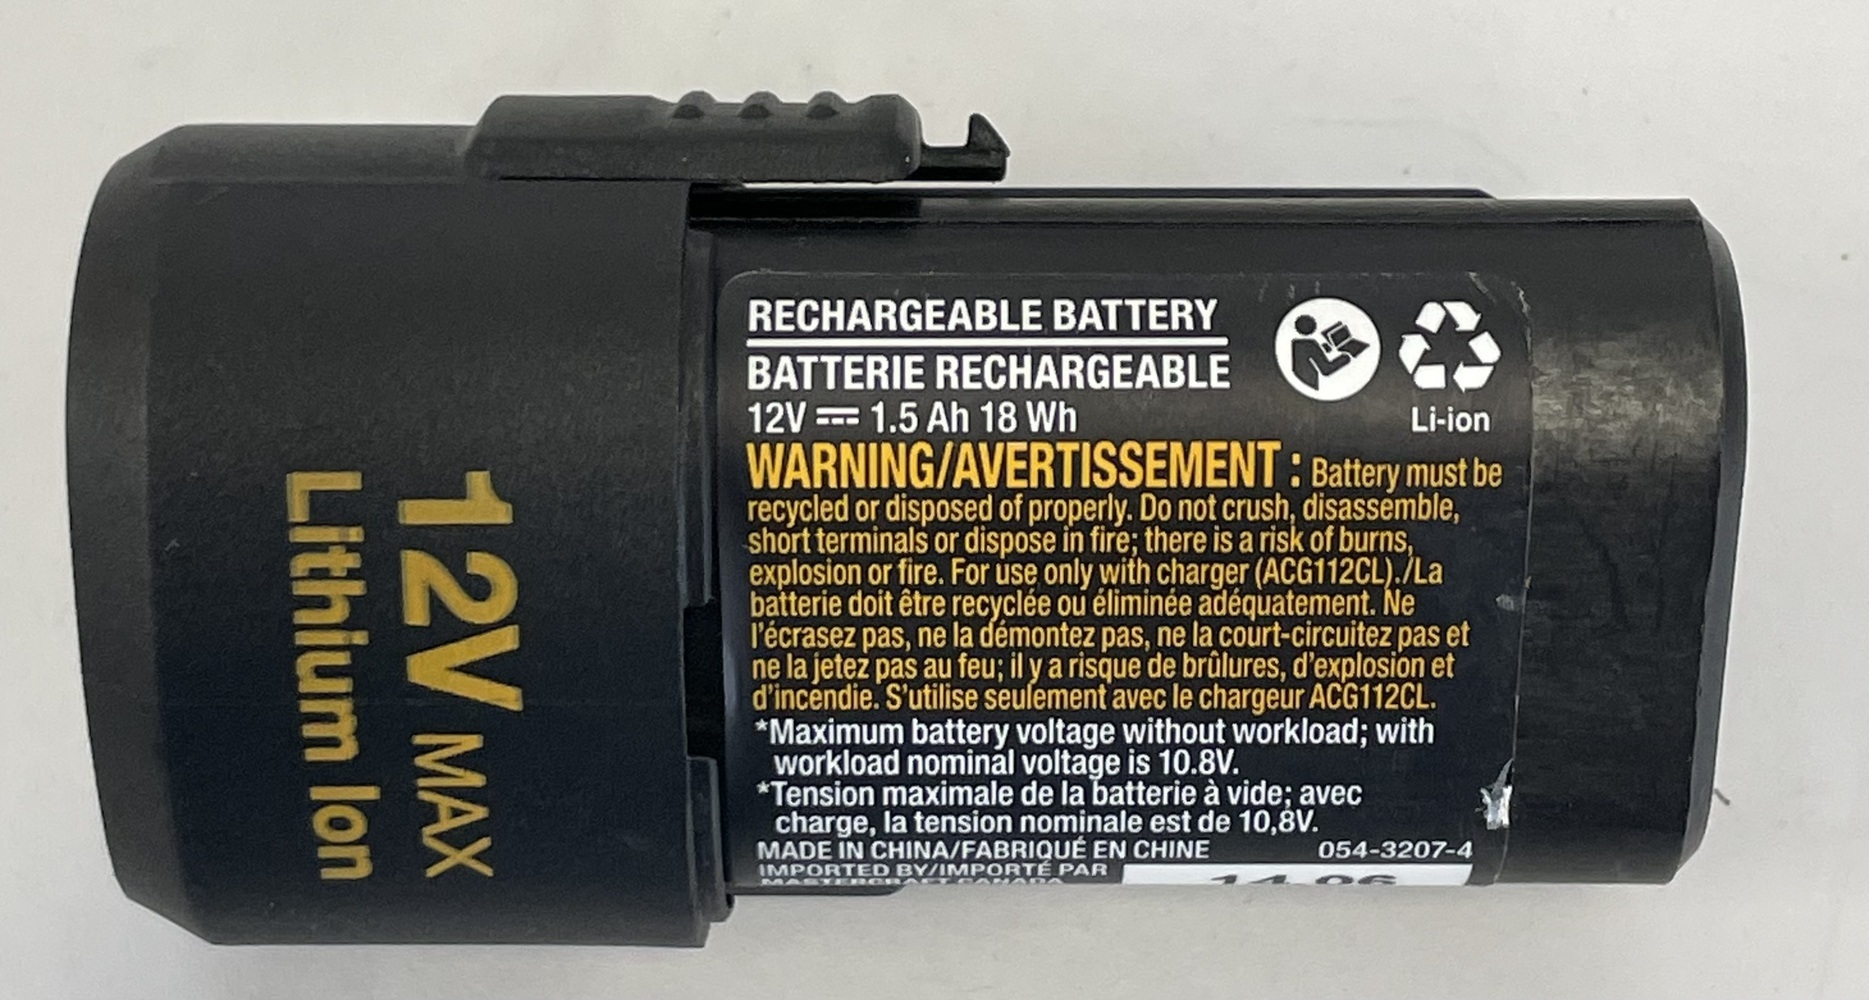 12V MAX
Lithium Ion
RECHARGEABLE BATTERY
BATTERIE RECHARGEABLE
12V ⎓ 1.5 Ah 18 Wh
Li-ion
WARNING/AVERTISSEMENT : Battery must be
recycled or disposed of properly. Do not crush, disassemble,
short terminals or dispose in fire; there is a risk of burns,
explosion or fire. For use only with charger (ACG112CL)./La
batterie doit être recyclée ou éliminée adéquatement. Ne
l'écrasez pas, ne la démontez pas, ne la court-circuitez pas et
ne la jetez pas au feu; il y a risque de brûlures, d'explosion et
d'incendie. S'utilise seulement avec le chargeur ACG112CL.
*Maximum battery voltage without workload; with
workload nominal voltage is 10.8V.
*Tension maximale de la batterie à vide; avec
charge, la tension nominale est de 10,8V.
MADE IN CHINA/FABRIQUÉ EN CHINE 054-3207-4
IMPORTED BY/IMPORTÉ PAR
MASTERCRAFT CANADA